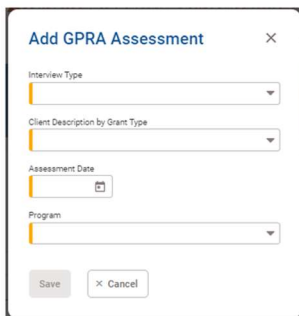 Add GPRA Assessment ×
Interview Type
Client Description by Grant Type
Assessment Date
Program
Save × Cancel